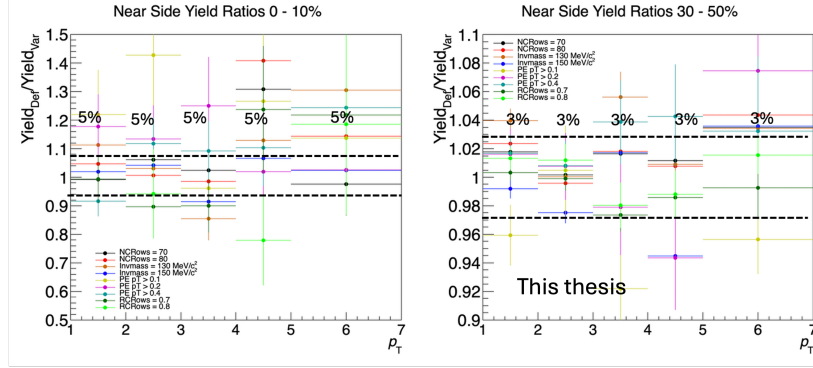 Near Side Yield Ratios 0 - 10%
Yield_Def/Yield_Var
1.5
1.4
1.3
1.2
1.1
1
0.9
0.8
0.7
0.6
0.5
5% 5% 5% 5% 5%
NCRows = 70
NCRows = 80
Invmass = 130 MeV/c²
Invmass = 150 MeV/c²
PE pT > 0.1
PE pT > 0.2
PE pT > 0.4
RCRows = 0.7
RCRows = 0.8
1 2 3 4 5 6 7
p_T
Near Side Yield Ratios 30 - 50%
Yield_Def/Yield_Var
1.1
1.08
1.06
1.04
1.02
1
0.98
0.96
0.94
0.92
0.9
NCRows = 70
NCRows = 80
Invmass = 130 MeV/c²
Invmass = 150 MeV/c²
PE pT > 0.1
PE pT > 0.2
PE pT > 0.4
RCRows = 0.7
RCRows = 0.8
3% 3% 3% 3% 3%
This thesis
1 2 3 4 5 6 7
p_T